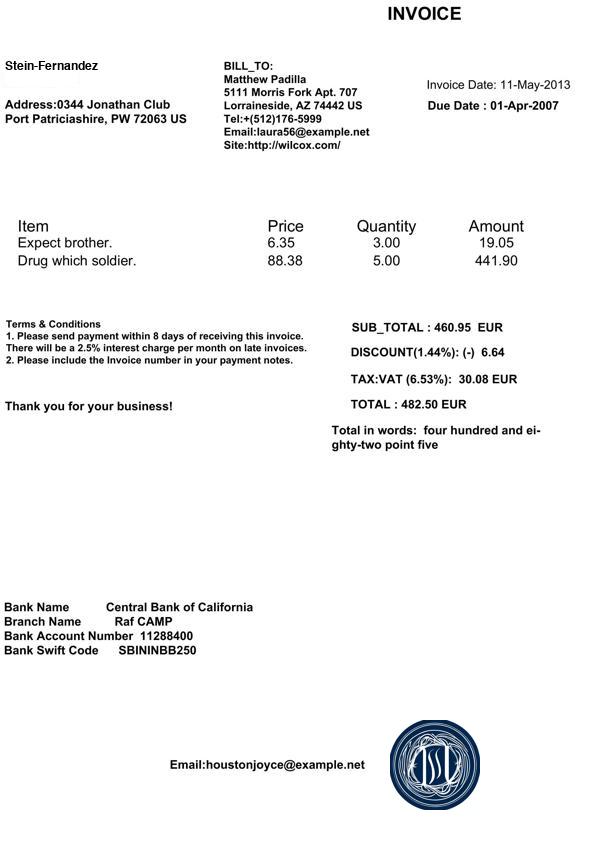 INVOICE
Stein-Fernandez
Address:0344 Jonathan Club
Port Patriciashire, PW 72063 US
BILL_TO:
Matthew Padilla
5111 Morris Fork Apt. 707
Lorraineside, AZ 74442 US
Tel:+(512)176-5999
Email:laura56@example.net
Site:http://wilcox.com/
Invoice Date: 11-May-2013
Due Date : 01-Apr-2007
Item Price Quantity Amount
Expect brother. 6.35 3.00 19.05
Drug which soldier. 88.38 5.00 441.90
Terms & Conditions
1. Please send payment within 8 days of receiving this invoice.
There will be a 2.5% interest charge per month on late invoices.
2. Please include the Invoice number in your payment notes.
Thank you for your business!
SUB_TOTAL : 460.95 EUR
DISCOUNT(1.44%): (-) 6.64
TAX:VAT (6.53%): 30.08 EUR
TOTAL : 482.50 EUR
Total in words: four hundred and ei-
ghty-two point five
Bank Name Central Bank of California
Branch Name Raf CAMP
Bank Account Number 11288400
Bank Swift Code SBININBB250
Email:houstonjoyce@example.net